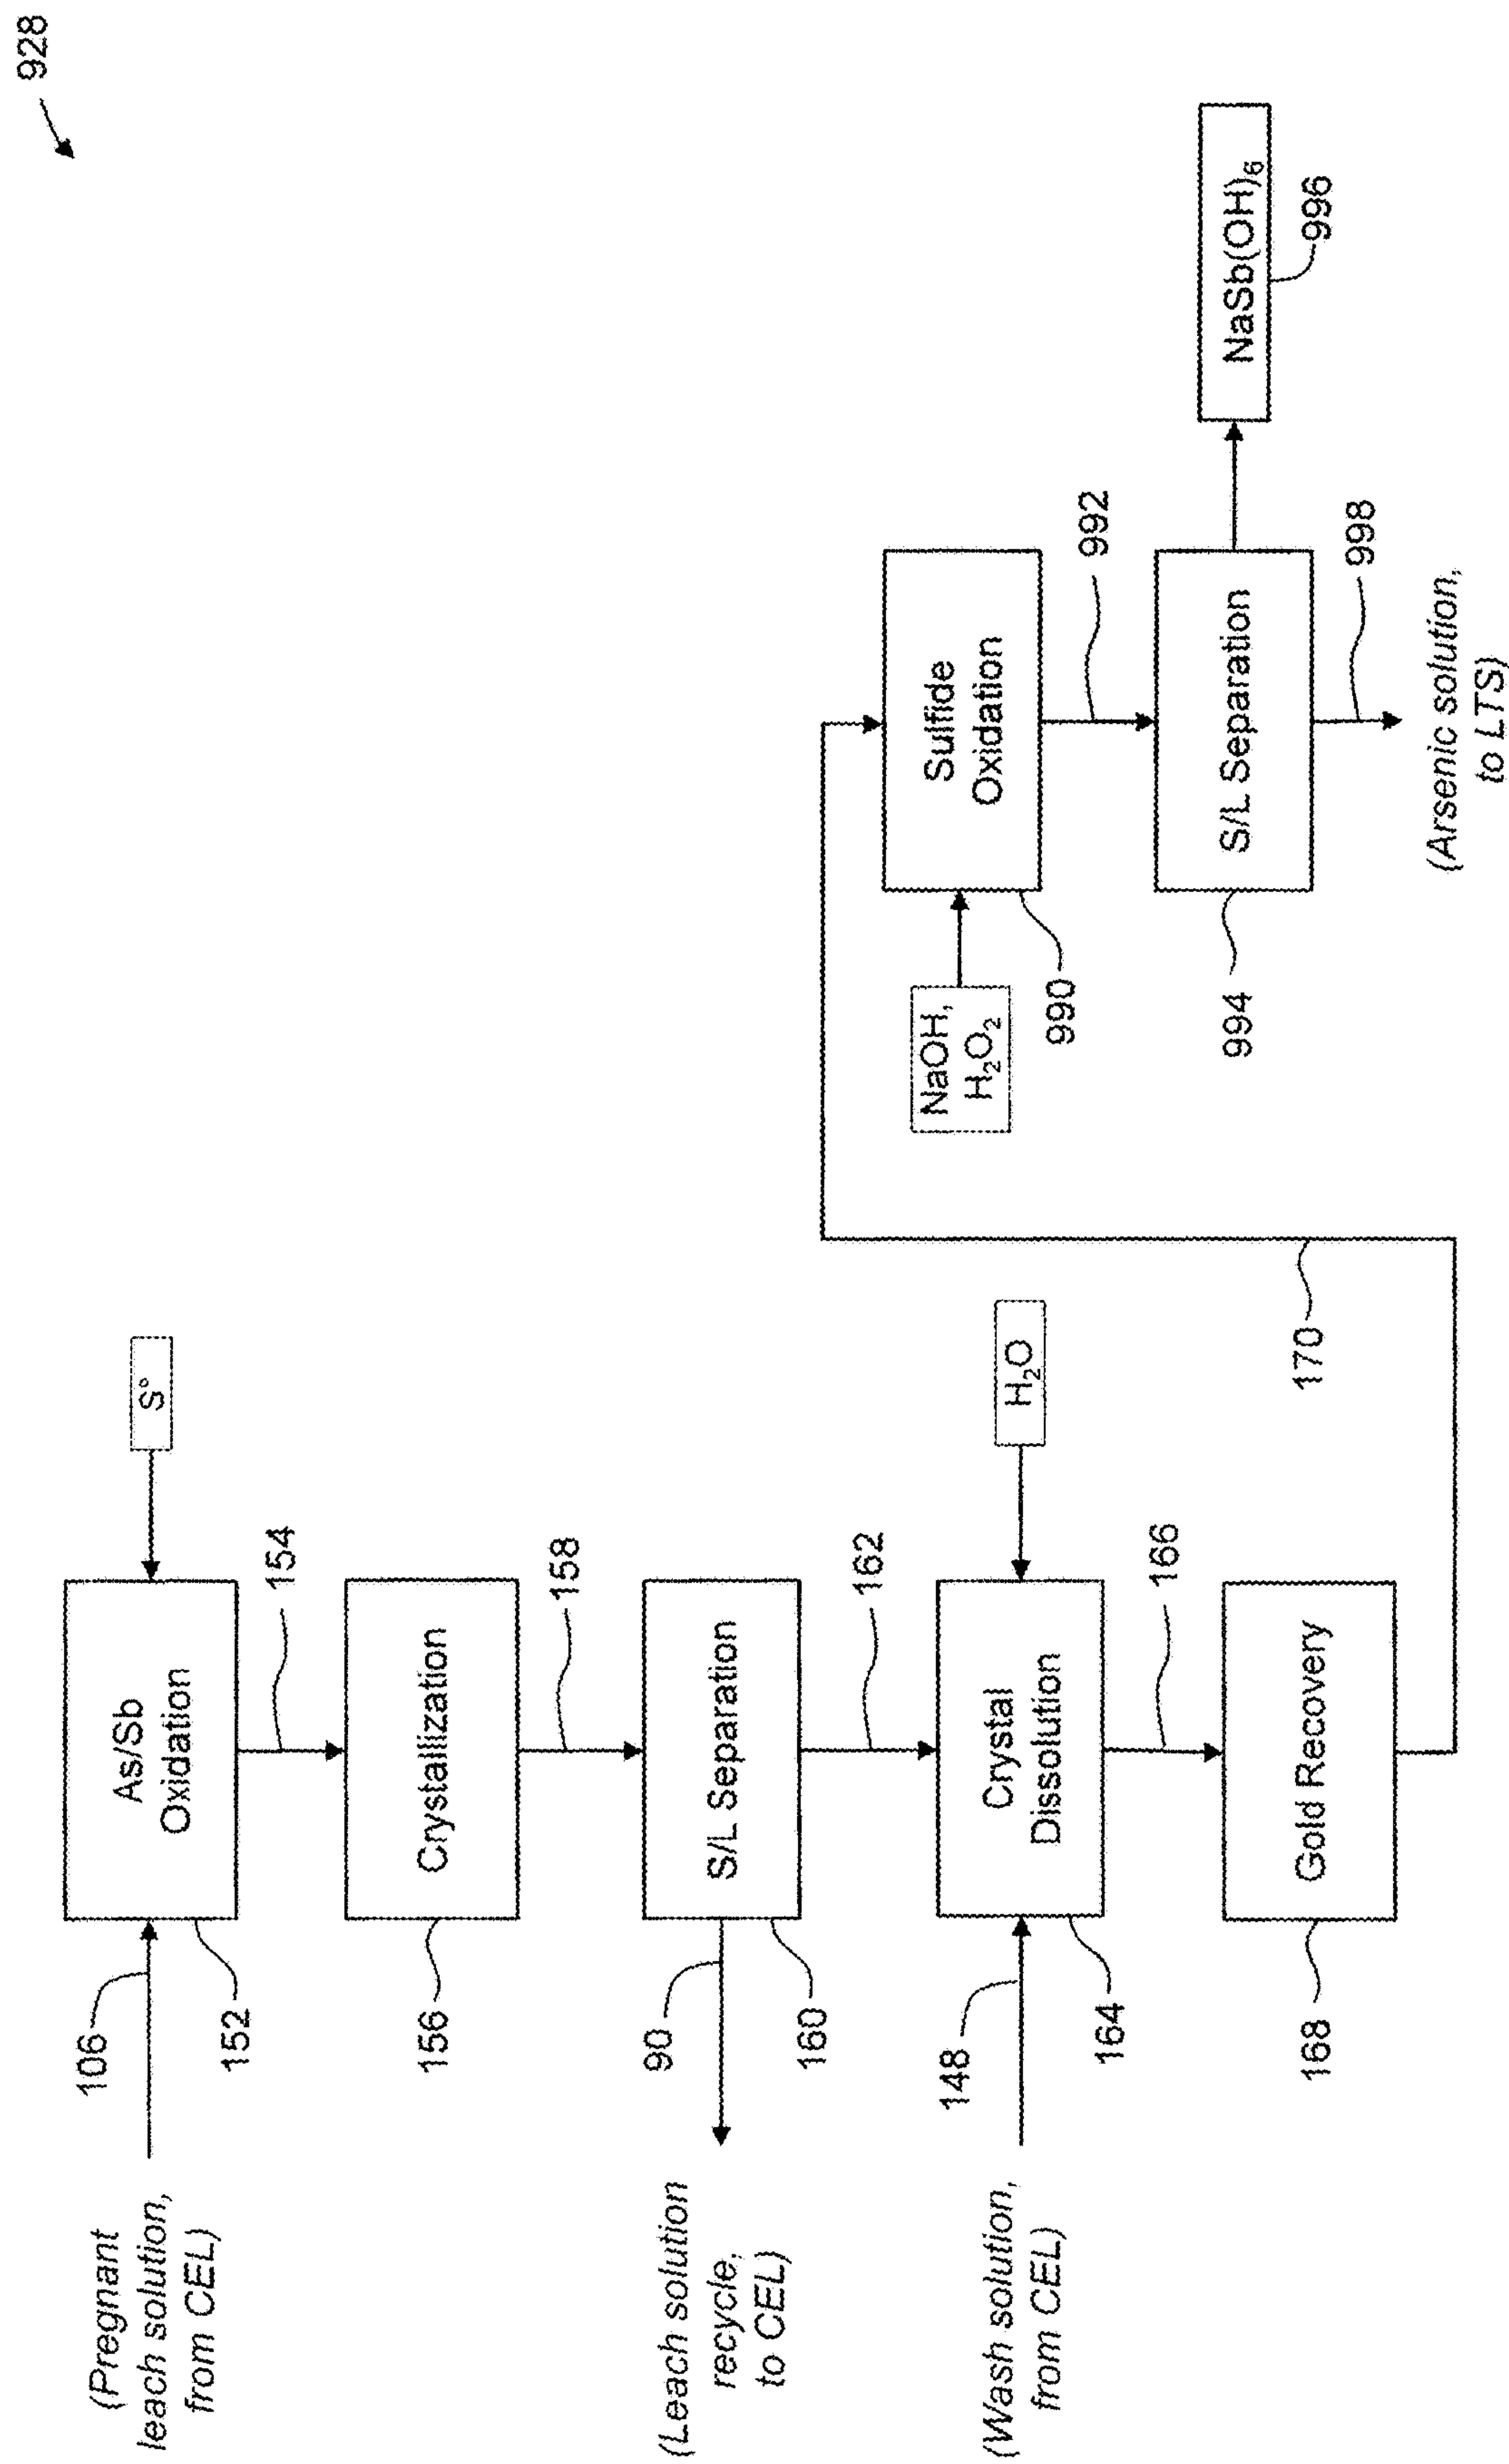 928
(Pregnant
leach solution,
from CEL)
106
152
As/Sb
Oxidation
S°
154
156
Crystallization
158
(Leach solution
recycle,
to CEL)
90
160
S/L Separation
162
(Wash solution,
from CEL)
148
164
Crystal
Dissolution
H₂O
166
168
Gold Recovery
170
NaOH,
H₂O₂
990
Sulfide
Oxidation
992
994
S/L Separation
NaSb(OH)₆
996
998
(Arsenic solution,
to LTS)